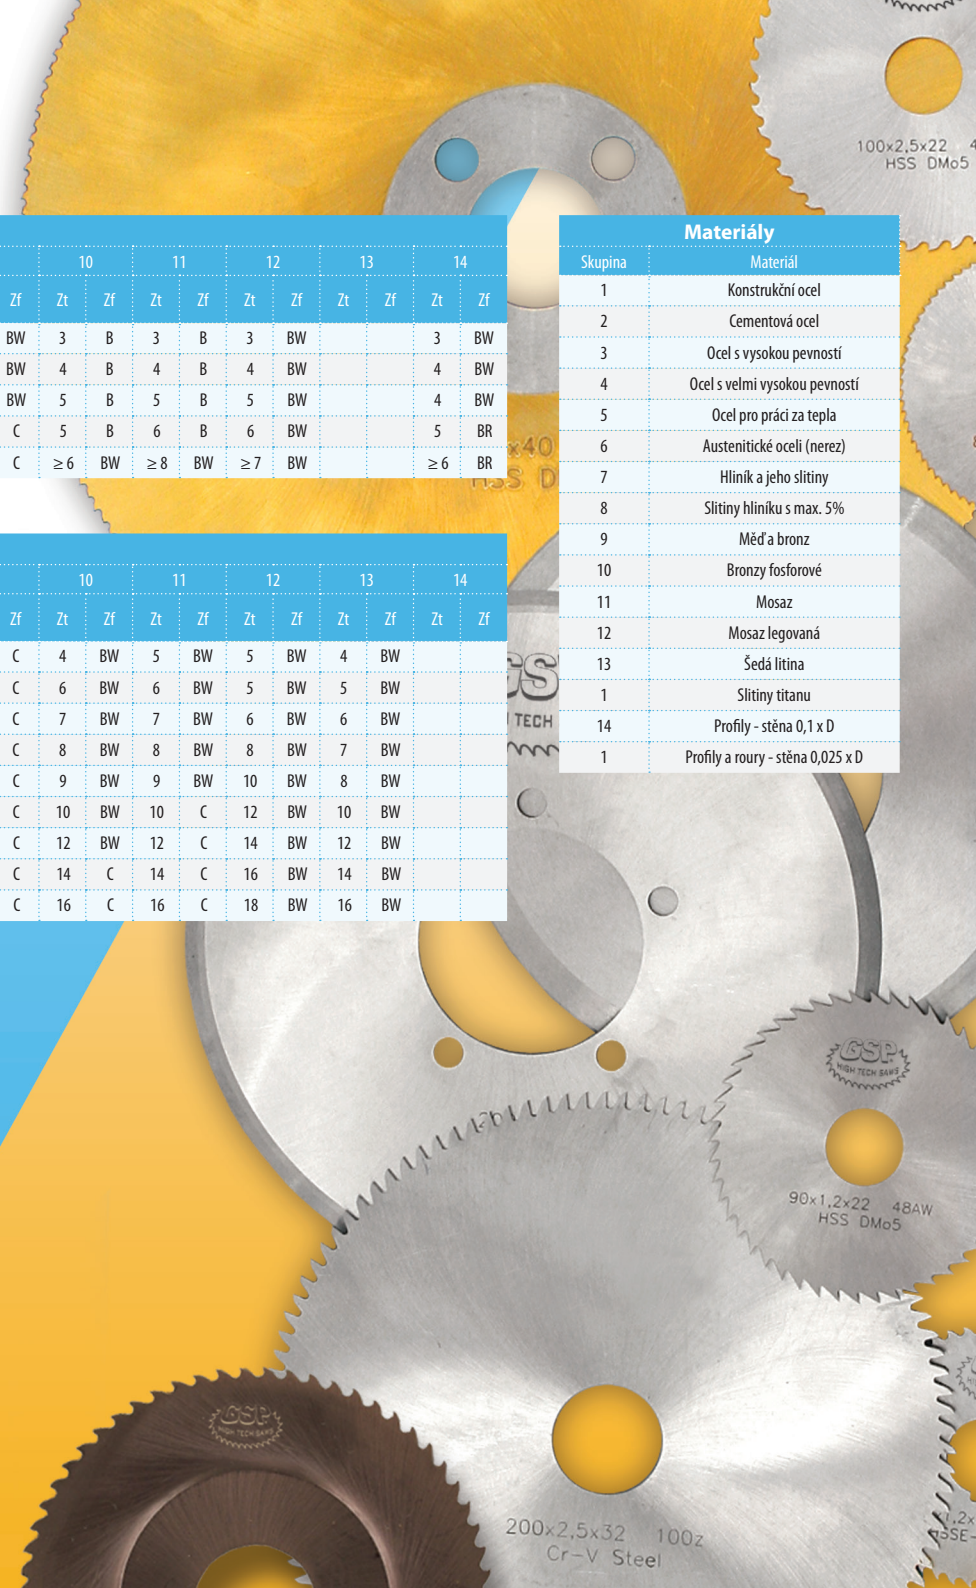 100x2,5x22 4
HSS DMo5
10 11 12 13 14
Zf Zt Zf Zt Zf Zt Zf Zt Zf Zt Zf
BW 3 B 3 B 3 BW 3 BW
BW 4 B 4 B 4 BW 4 BW
BW 5 B 5 B 5 BW 4 BW
C 5 B 6 B 6 BW 5 BR
C ≥ 6 BW ≥ 8 BW ≥ 7 BW ≥ 6 BR
x40
HSS D
10 11 12 13 14
Zf Zt Zf Zt Zf Zt Zf Zt Zf Zt Zf
C 4 BW 5 BW 5 BW 4 BW
C 6 BW 6 BW 5 BW 5 BW
C 7 BW 7 BW 6 BW 6 BW
C 8 BW 8 BW 8 BW 7 BW
C 9 BW 9 BW 10 BW 8 BW
C 10 BW 10 C 12 BW 10 BW
C 12 BW 12 C 14 BW 12 BW
C 14 C 14 C 16 BW 14 BW
C 16 C 16 C 18 BW 16 BW
Materiály
Skupina Materiál
1 Konstrukční ocel
2 Cementová ocel
3 Ocel s vysokou pevností
4 Ocel s velmi vysokou pevností
5 Ocel pro práci za tepla
6 Austenitické oceli (nerez)
7 Hliník a jeho slitiny
8 Slitiny hliníku s max. 5%
9 Měď a bronz
10 Bronzy fosforové
11 Mosaz
12 Mosaz legovaná
13 Šedá litina
1 Slitiny titanu
14 Profily - stěna 0,1 x D
1 Profily a roury - stěna 0,025 x D
GS
TECH
GSP
HIGH TECH SAWS
90x1,2x22 48AW
HSS DMo5
GSP
HIGH TECH SAWS
200x2,5x32 100z
Cr-V Steel